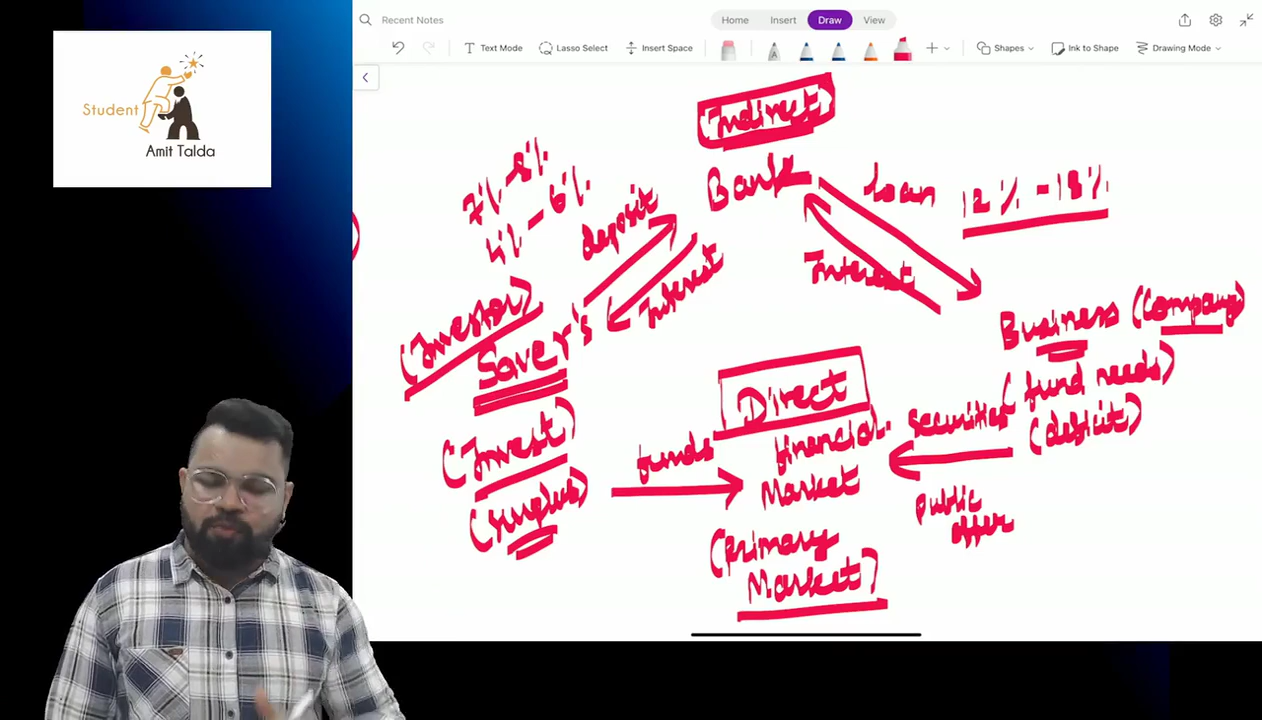 Recent Notes
Home Insert Draw View
Text Mode Lasso Select Insert Space Shapes Ink to Shape Drawing Mode
Student
Amit Talda
(Indirect)
Bank
loan 12% - 18%
7% - 8%
4% - 6%
deposit
Interest
Interest
(Investor)
Saver's
(Invest)
(surplus)
Business (Company)
(fund needs)
(deficit)
Direct
funds
financial
Market
(primary
Market)
Securities
public
offer